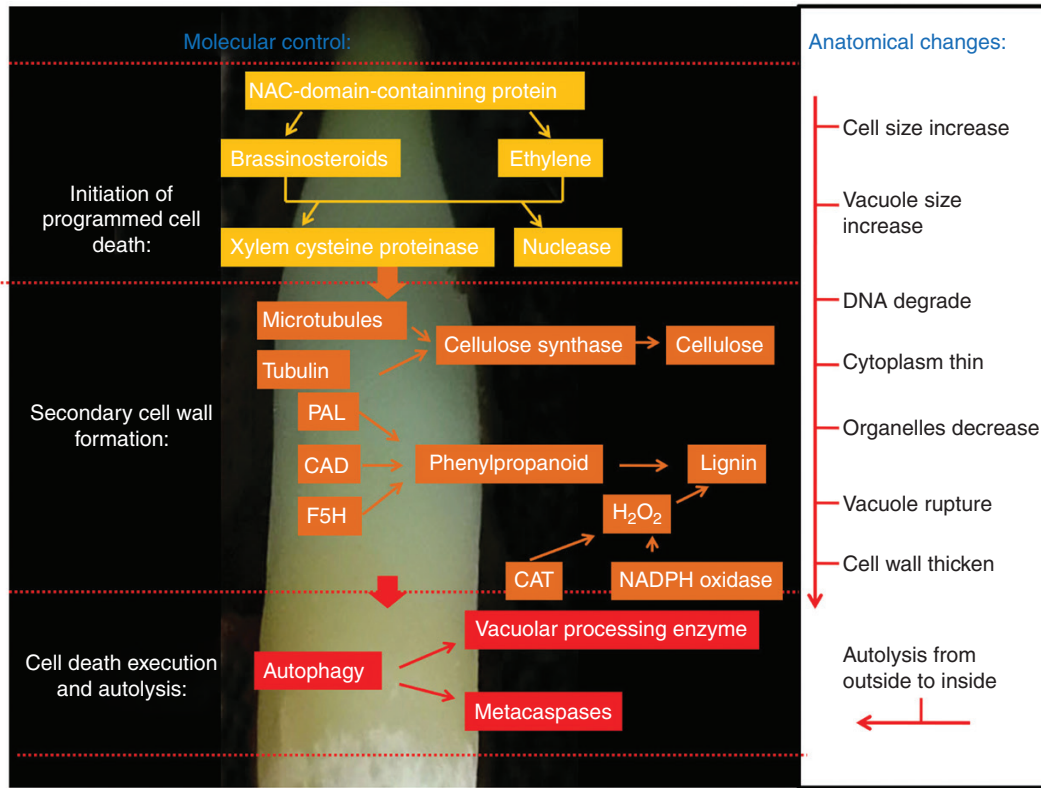 Molecular control:
Anatomical changes:
NAC-domain-containning protein
Brassinosteroids
Ethylene
Initiation of
programmed cell
death:
Xylem cysteine proteinase
Nuclease
Microtubules
Tubulin
Cellulose synthase
Cellulose
Secondary cell wall
formation:
PAL
CAD
F5H
Phenylpropanoid
Lignin
H₂O₂
CAT
NADPH oxidase
Cell death execution
and autolysis:
Autophagy
Vacuolar processing enzyme
Metacaspases
Cell size increase
Vacuole size
increase
DNA degrade
Cytoplasm thin
Organelles decrease
Vacuole rupture
Cell wall thicken
Autolysis from
outside to inside